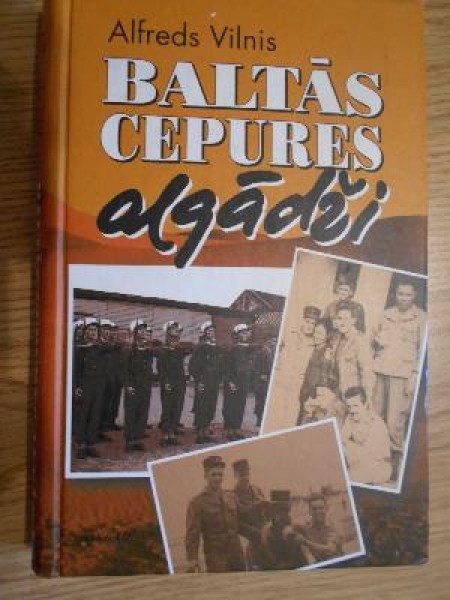 Alfreds Vilnis
BALTĀS
CEPURES
algādži